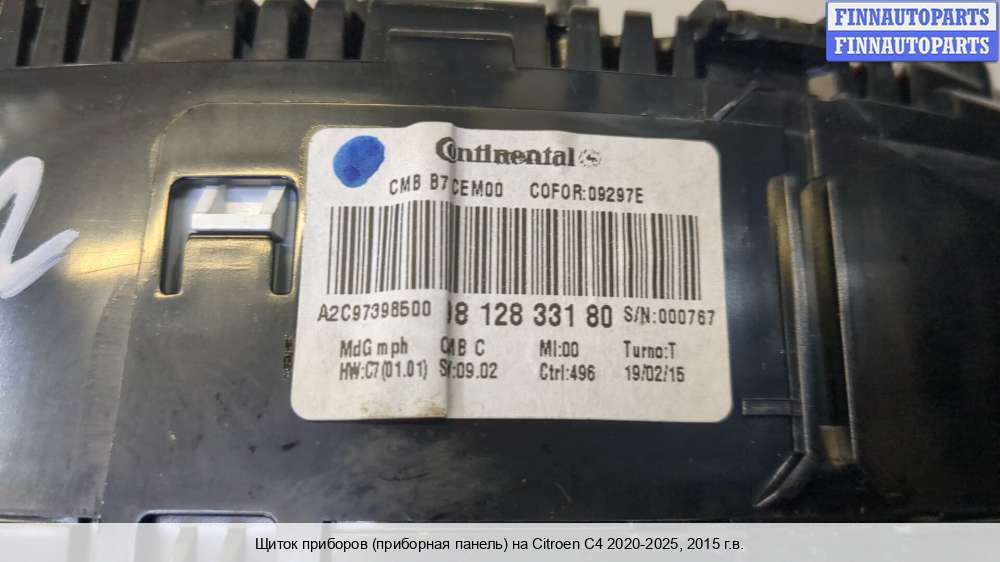 FINNAUTOPARTS
FINNAUTOPARTS
Continental
CMB B7CEM00 COFOR:09297E
A2C97398500 98 128 331 80 S/N:000767
MdG mph CMB C MI:00 Turno:T
HW:C7(01.01) SW:09.02 Ctrl:496 19/02/15
Щиток приборов (приборная панель) на Citroen C4 2020-2025, 2015 г.в.